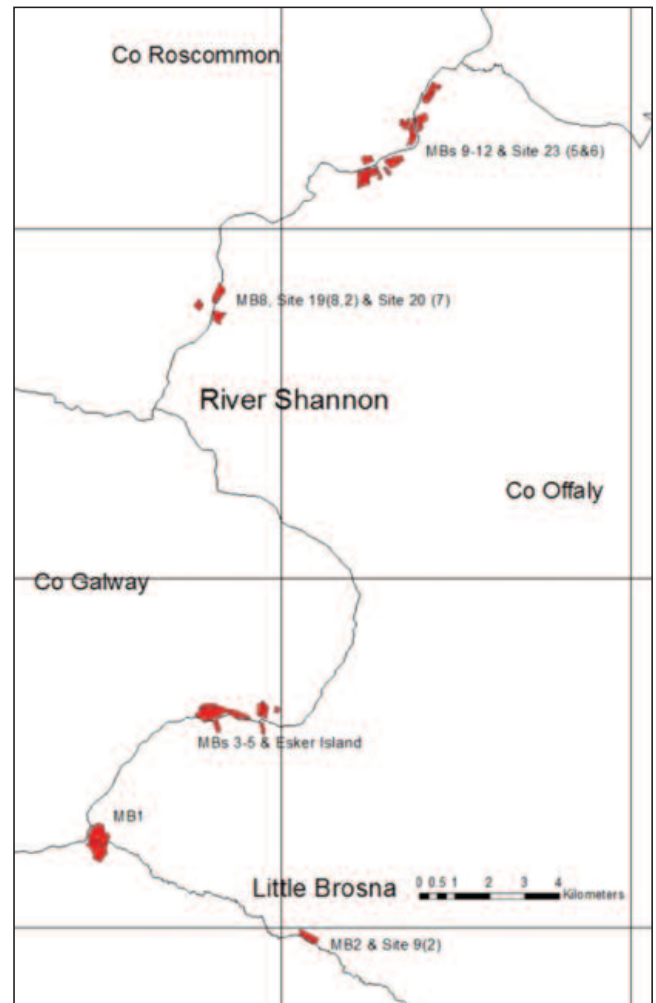 Co Roscommon
MBs 9-12 & Site 23 (5&6)
MB8, Site 19(8,2) & Site 20 (7)
River Shannon
Co Offaly
Co Galway
MBs 3-5 & Esker Island
MB1
Little Brosna
0 0.5 1 2 3 4
Kilometers
MB2 & Site 9(2)